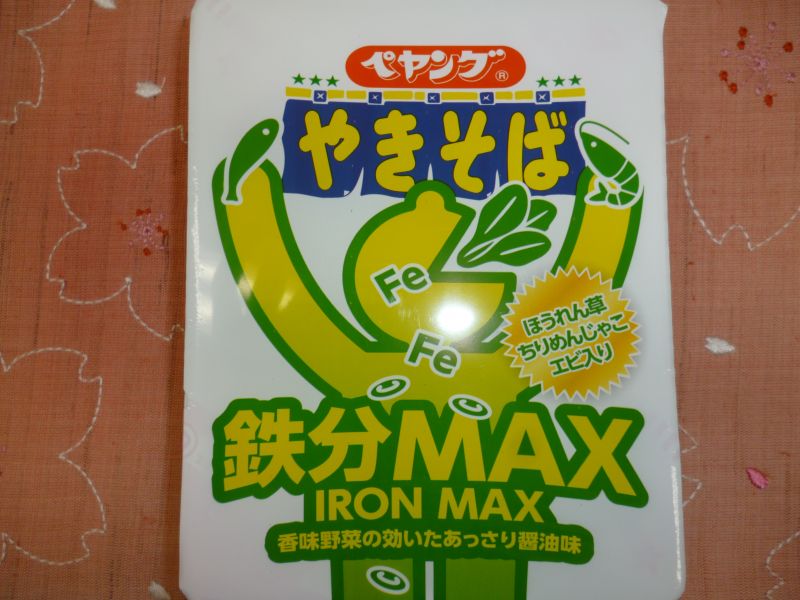 ペヤング®
やきそば
Fe
Fe
ほうれん草
ちりめんじゃこ
エビ入り
鉄分MAX
IRON MAX
香味野菜の効いたあっさり醤油味